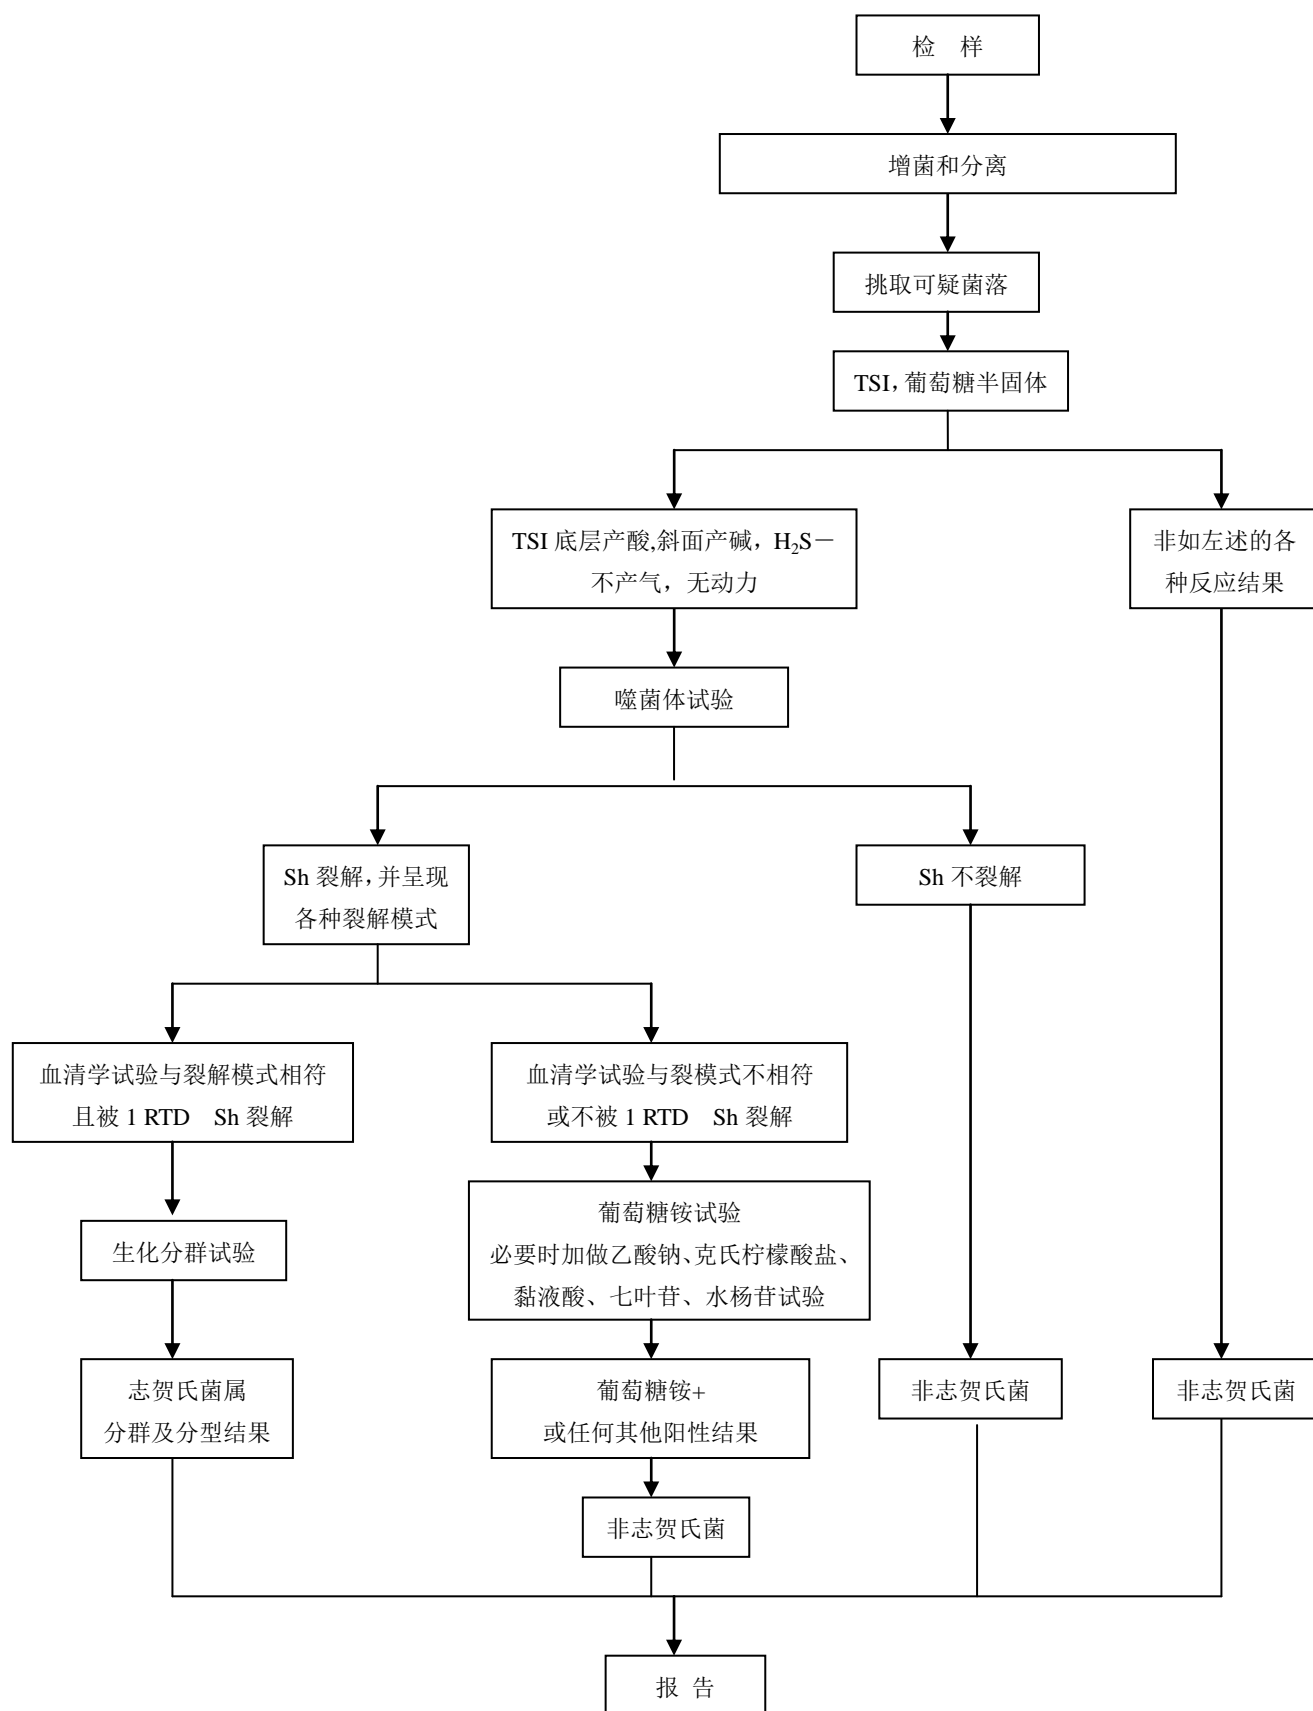 检 样
增菌和分离
挑取可疑菌落
TSI，葡萄糖半固体
TSI 底层产酸,斜面产碱，H₂S－
不产气，无动力
非如左述的各
种反应结果
噬菌体试验
Sh 裂解，并呈现
各种裂解模式
Sh 不裂解
血清学试验与裂解模式相符
且被 1 RTD Sh 裂解
血清学试验与裂模式不相符
或不被 1 RTD Sh 裂解
葡萄糖铵试验
必要时加做乙酸钠、克氏柠檬酸盐、
黏液酸、七叶苷、水杨苷试验
生化分群试验
志贺氏菌属
分群及分型结果
葡萄糖铵+
或任何其他阳性结果
非志贺氏菌
非志贺氏菌
非志贺氏菌
报 告